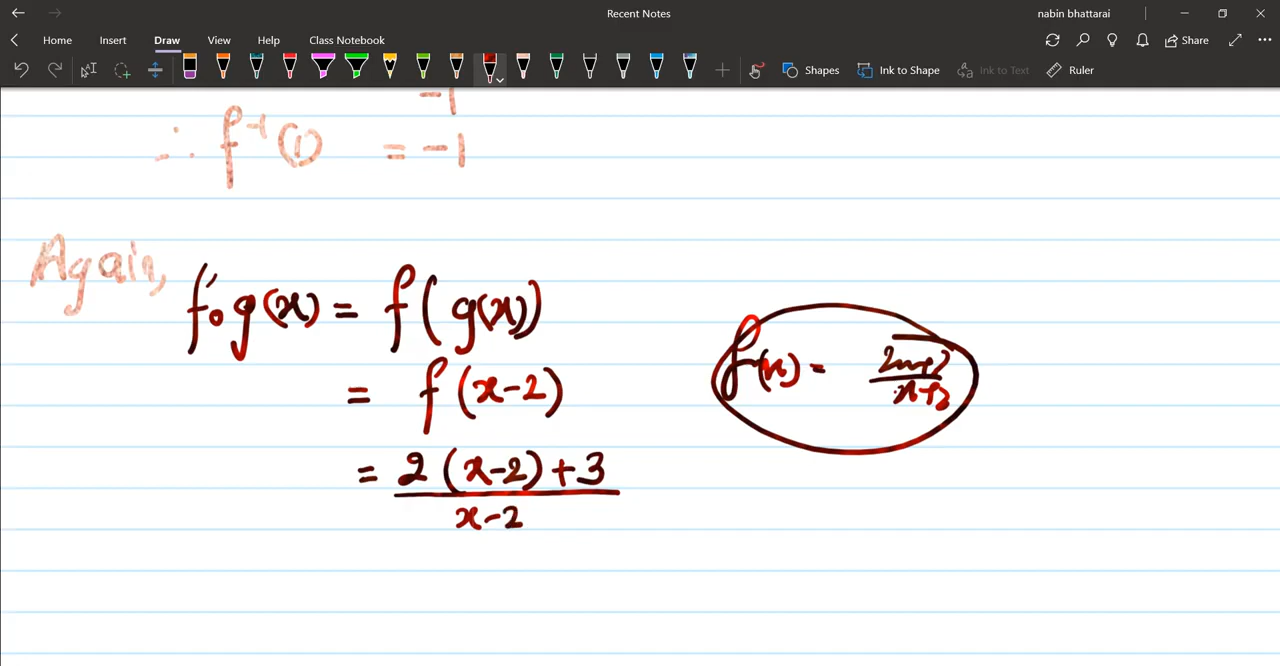 Recent Notes
nabin bhattarai
Home Insert Draw View Help Class Notebook
Share
Shapes Ink to Shape Ink to Text Ruler
-1
∴ f⁻¹(1) = -1
Again,
fog(x) = f(g(x))
= f(x-2)
= 2(x-2)+3
x-2
f(x) =